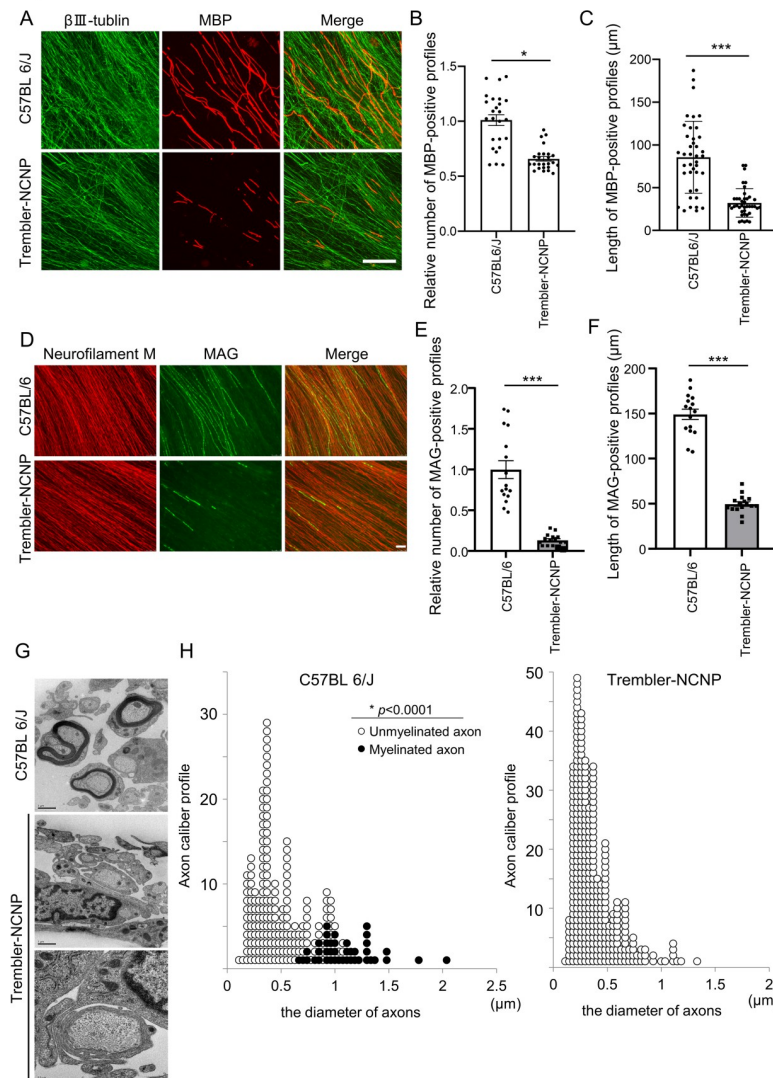 A
βⅢ-tublin MBP Merge
C57BL 6/J
Trembler-NCNP
B
Relative number of MBP-positive profiles
1.5
1.0
0.5
0.0
*
C57BL6/J
Trembler-NCNP
C
Length of MBP-positive profiles (μm)
200
150
100
50
0
***
C57BL6/J
Trembler-NCNP
D
Neurofilament M MAG Merge
C57BL/6
Trembler-NCNP
E
Relative number of MAG-positive profiles
2.0
1.5
1.0
0.5
0.0
***
C57BL/6
Trembler-NCNP
F
Length of MAG-positive profiles (μm)
200
150
100
50
0
***
C57BL/6
Trembler-NCNP
G
C57BL 6/J
Trembler-NCNP
H
C57BL 6/J
* p<0.0001
Unmyelinated axon
Myelinated axon
Axon caliber profile
30
20
10
0 0.5 1 1.5 2 2.5
(μm)
the diameter of axons
Trembler-NCNP
Axon caliber profile
50
40
30
20
10
0
0 0.5 1 1.5 2
(μm)
the diameter of axons